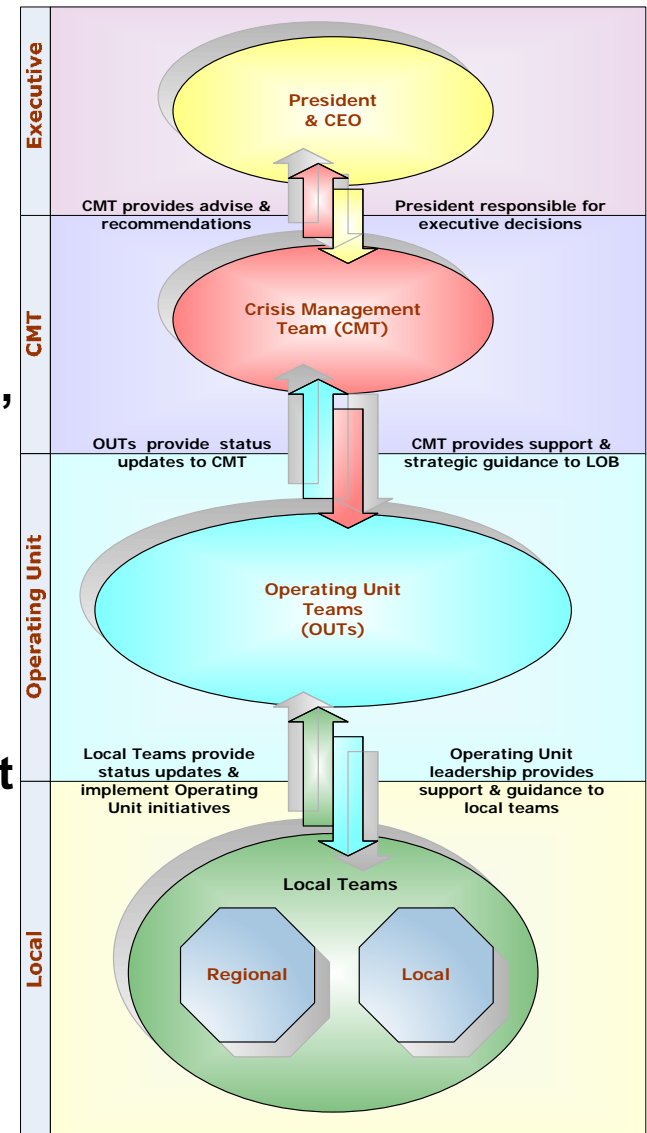 Executive
President
& CEO
CMT provides advise &
recommendations
President responsible for
executive decisions
CMT
Crisis Management
Team (CMT)
,
OUTs provide status
updates to CMT
CMT provides support &
strategic guidance to LOB
Operating Unit
Operating Unit
Teams
(OUTs)
t
Local Teams provide
status updates &
implement Operating
Unit initiatives
Operating Unit
leadership provides
support & guidance to
local teams
Local
Local Teams
Regional
Local